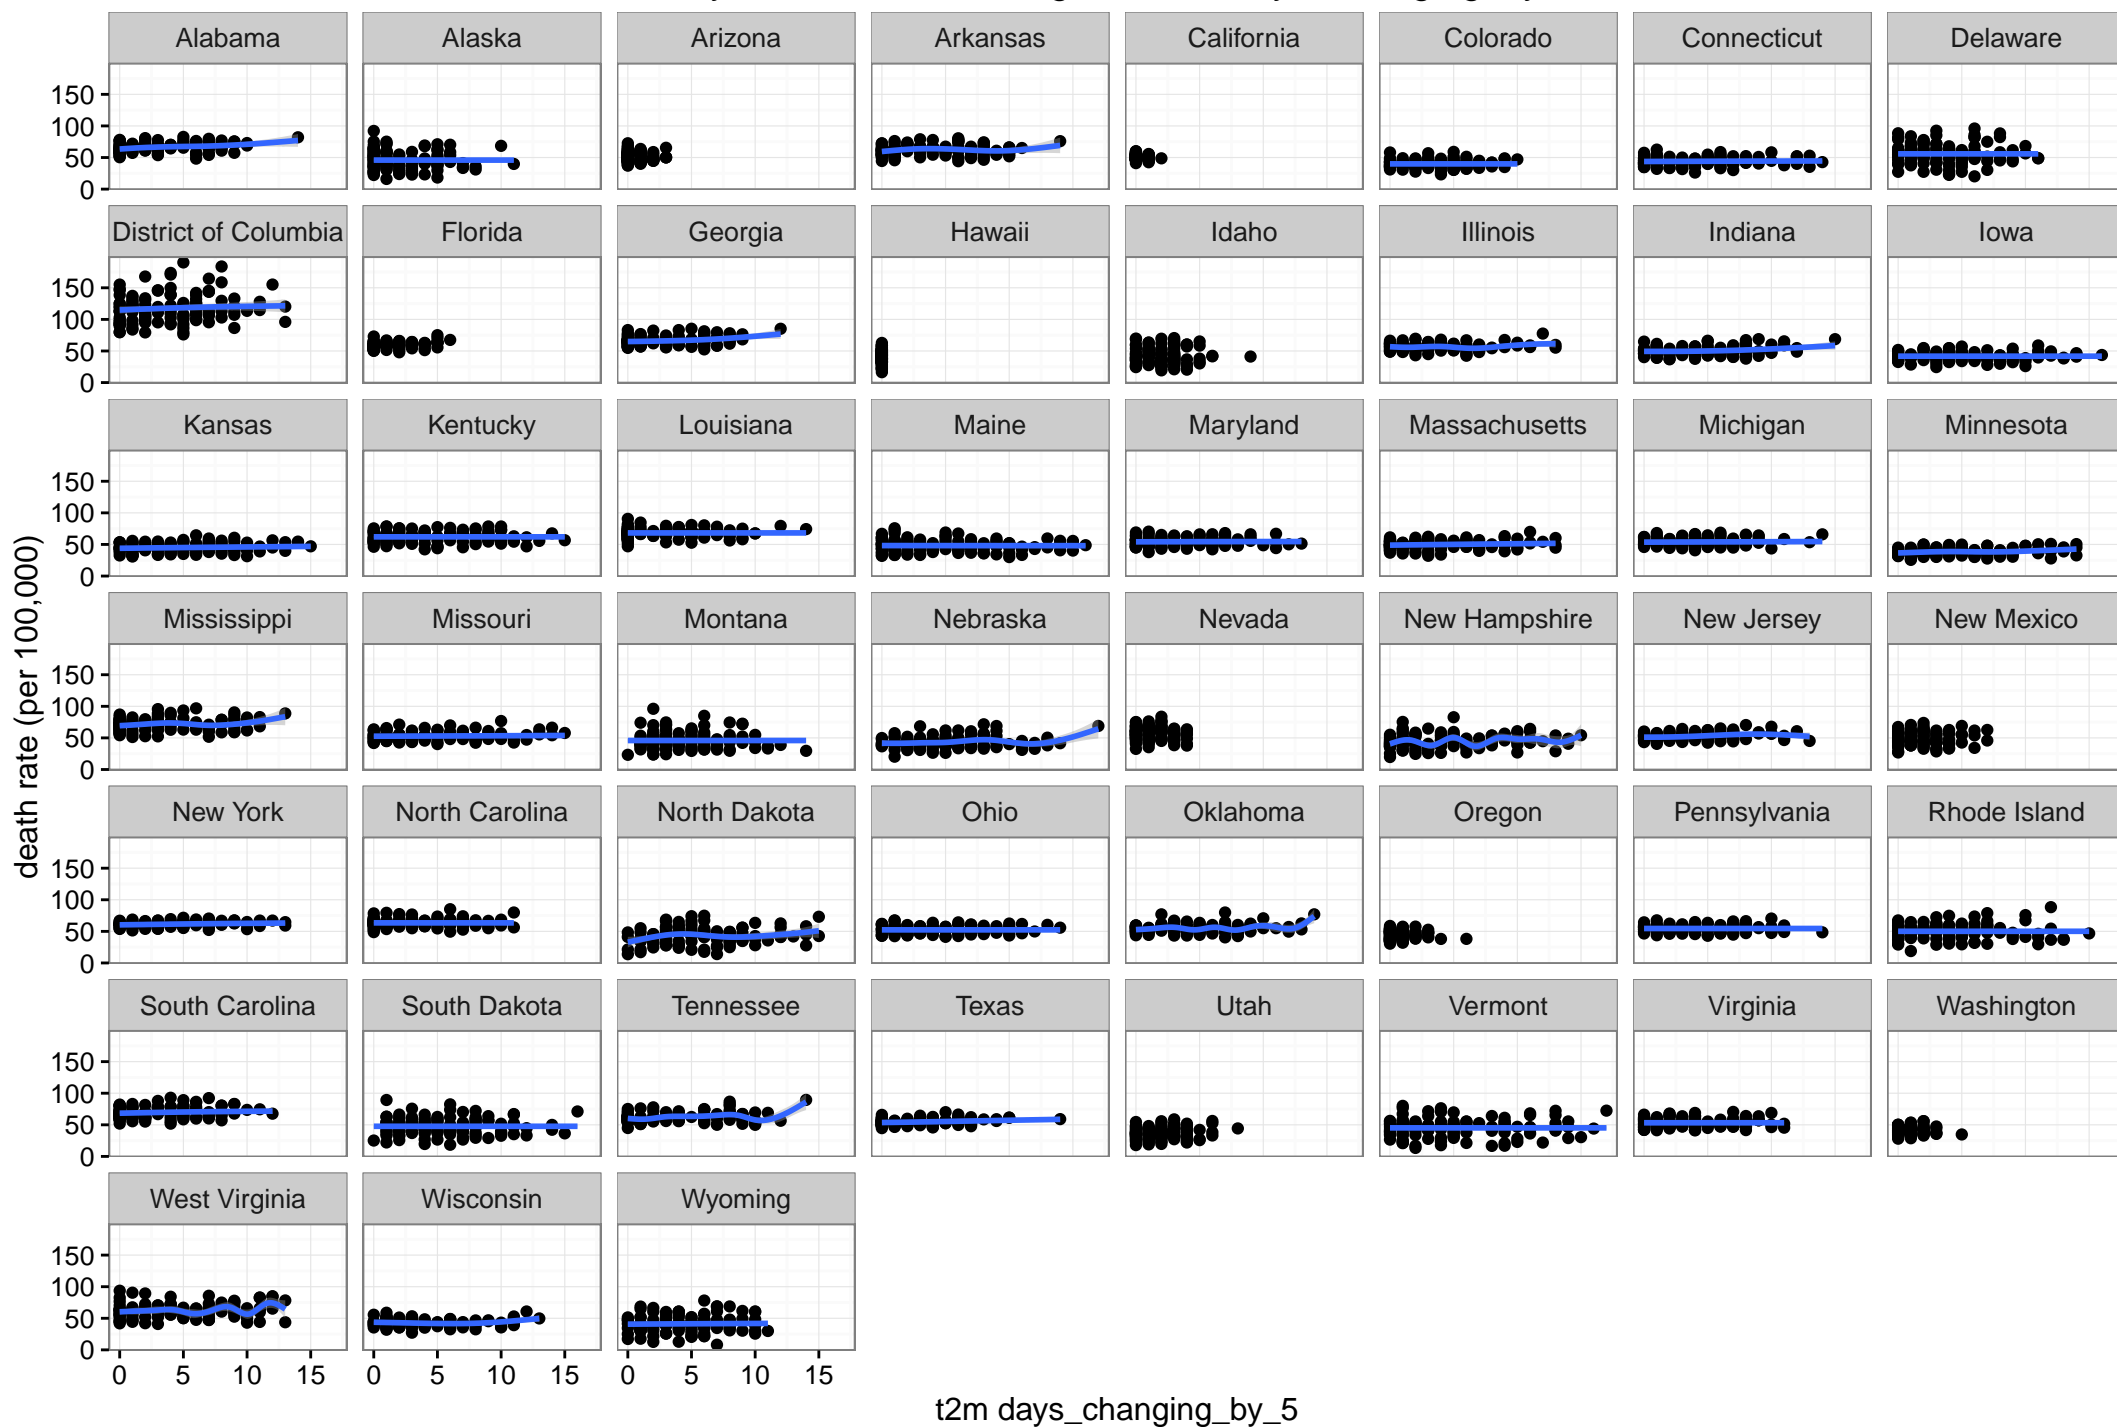 Alabama Alaska Arizona Arkansas California Colorado Connecticut Delaware
150
100
50
0
District of Columbia Florida Georgia Hawaii Idaho Illinois Indiana Iowa
150
100
50
0
Kansas Kentucky Louisiana Maine Maryland Massachusetts Michigan Minnesota
150
100
50
0
Mississippi Missouri Montana Nebraska Nevada New Hampshire New Jersey New Mexico
150
100
50
0
New York North Carolina North Dakota Ohio Oklahoma Oregon Pennsylvania Rhode Island
150
100
50
0
South Carolina South Dakota Tennessee Texas Utah Vermont Virginia Washington
150
100
50
0
West Virginia Wisconsin Wyoming
150
100
50
0
0 5 10 15 0 5 10 15 0 5 10 15
t2m days_changing_by_5
death rate (per 100,000)